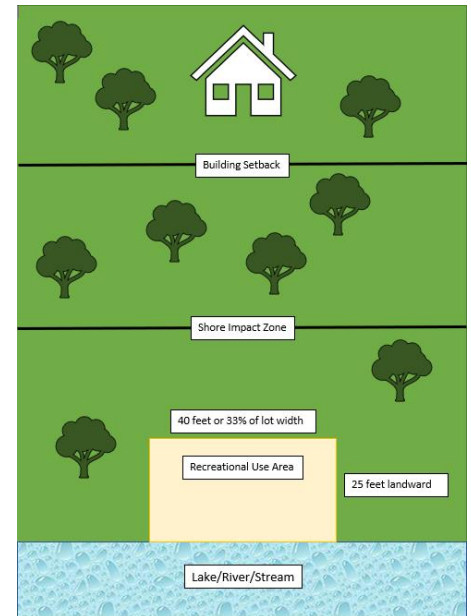 Building Setback
Shore Impact Zone
40 feet or 33% of lot width
Recreational Use Area
25 feet landward
Lake/River/Stream